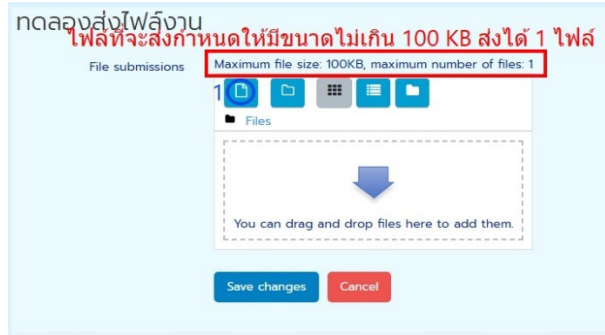 ทดลองส่งไฟล์งาน
ไฟล์ที่จะส่งกำหนดให้มีขนาดไม่เกิน 100 KB ส่งได้ 1 ไฟล์
File submissions
Maximum file size: 100KB, maximum number of files: 1
1
Files
You can drag and drop files here to add them.
Save changes
Cancel